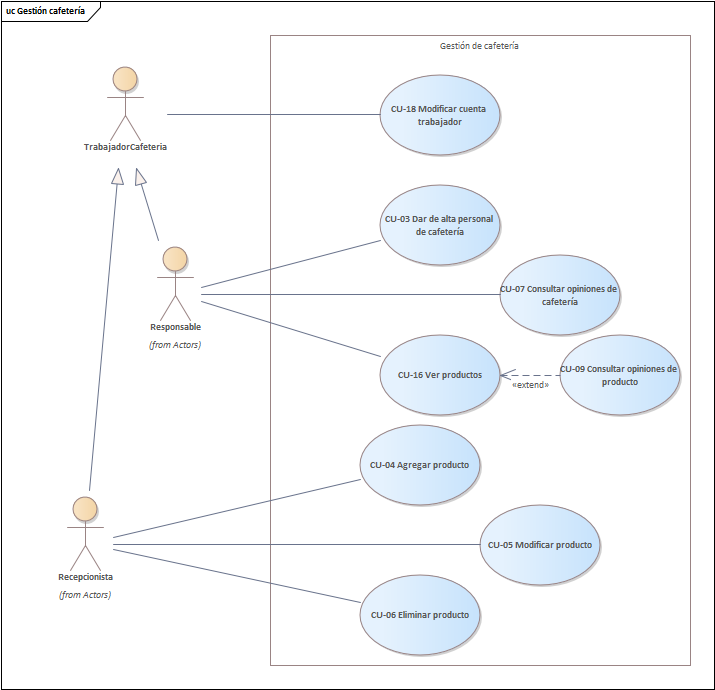 uc Gestión cafetería
Gestión de cafetería
CU-18 Modificar cuenta
trabajador
TrabajadorCafeteria
CU-03 Dar de alta personal
de cafetería
CU-07 Consultar opiniones de
cafetería
Responsable
(from Actors)
CU-16 Ver productos
«extend»
CU-09 Consultar opiniones de
producto
CU-04 Agregar producto
CU-05 Modificar producto
Recepcionista
(from Actors)
CU-06 Eliminar producto